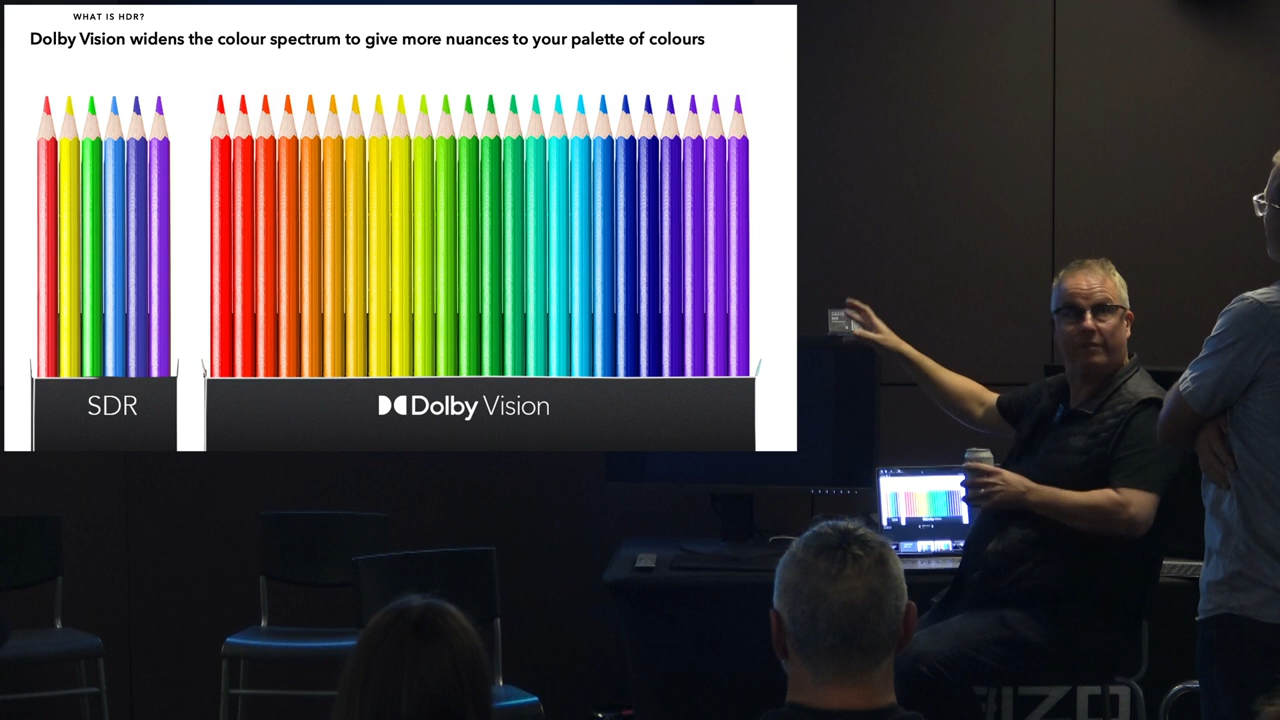 WHAT IS HDR?
Dolby Vision widens the colour spectrum to give more nuances to your palette of colours
SDR
Dolby Vision